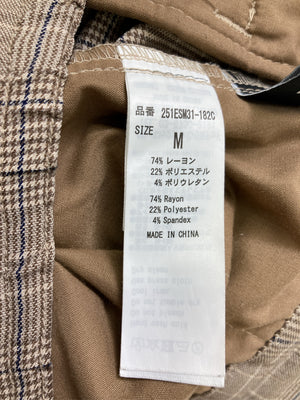 品番 251ESM31-182C
SIZE
M
74% レーヨン
22% ポリエステル
4% ポリウレタン
74% Rayon
22% Polyester
4% Spandex
MADE IN CHINA